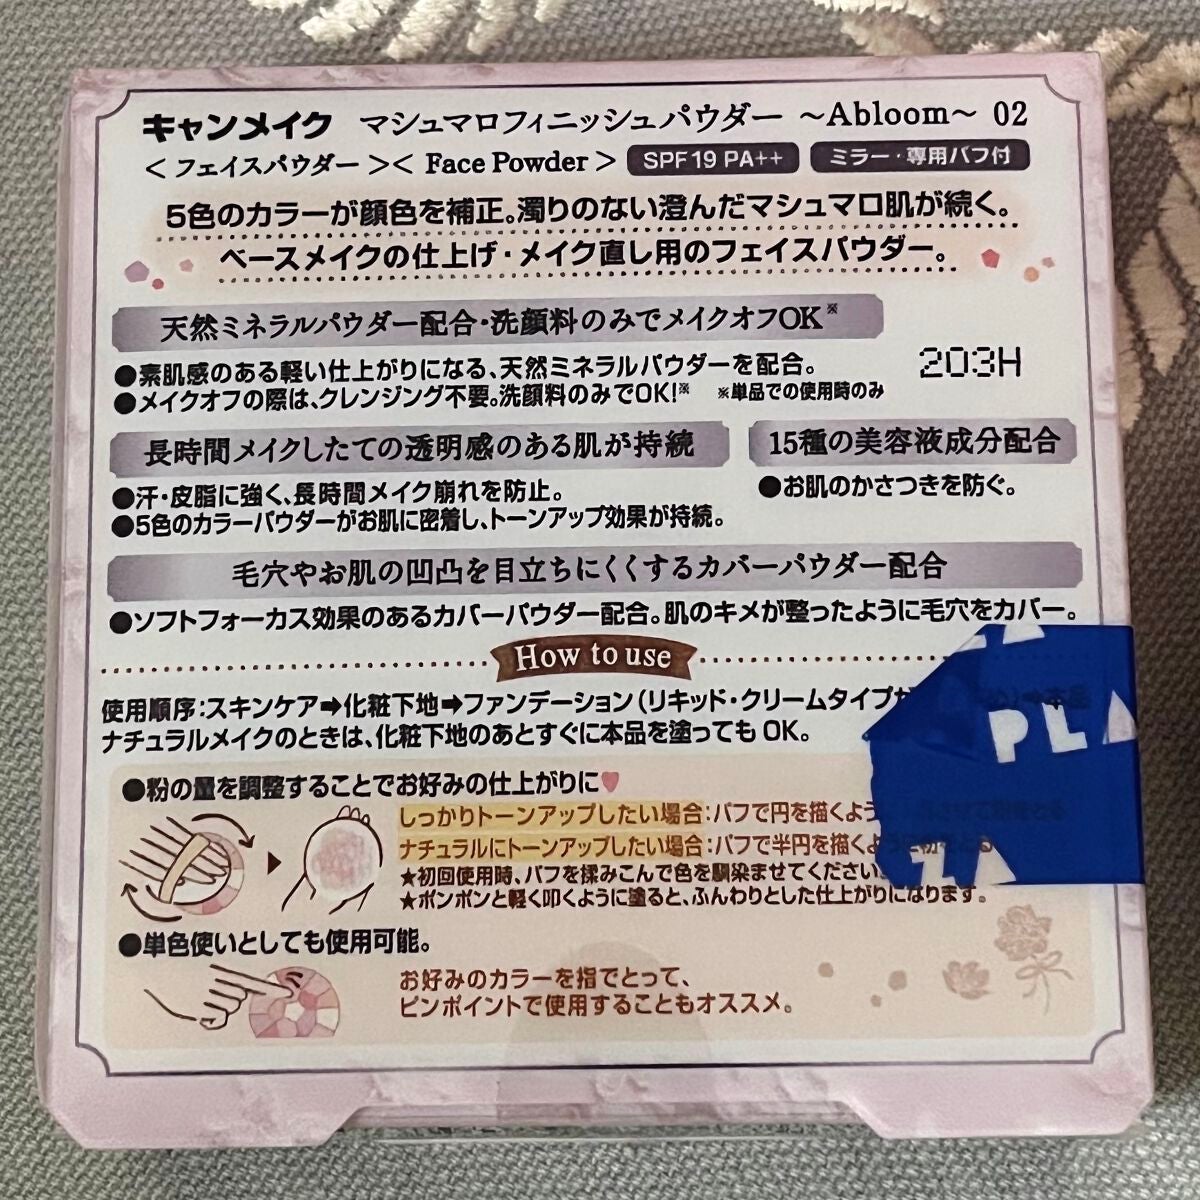 キャンメイク マシュマロフィニッシュパウダー ～Abloom～ 02
＜フェイスパウダー＞＜Face Powder＞ SPF19 PA++ ミラー・専用パフ付
5色のカラーが顔色を補正。濁りのない澄んだマシュマロ肌が続く。
ベースメイクの仕上げ・メイク直し用のフェイスパウダー。
天然ミネラルパウダー配合・洗顔料のみでメイクオフOK※
●素肌感のある軽い仕上がりになる、天然ミネラルパウダーを配合。
203H
●メイクオフの際は、クレンジング不要。洗顔料のみでOK!※ ※単品での使用時のみ
長時間メイクしたての透明感のある肌が持続 15種の美容液成分配合
●汗・皮脂に強く、長時間メイク崩れを防止。 ●お肌のかさつきを防ぐ。
●5色のカラーパウダーがお肌に密着し、トーンアップ効果が持続。
毛穴やお肌の凹凸を目立ちにくくするカバーパウダー配合
●ソフトフォーカス効果のあるカバーパウダー配合。肌のキメが整ったように毛穴をカバー。
How to use
使用順序：スキンケア➡化粧下地➡ファンデーション（リキッド・クリームタイプ ➡本品
ナチュラルメイクのときは、化粧下地のあとすぐに本品を塗ってもOK。
PLA
●粉の量を調整することでお好みの仕上がりに♥
しっかりトーンアップしたい場合：パフで円を描くよう
ナチュラルにトーンアップしたい場合：パフで半円を描くように粉をとる
ZA
★初回使用時、パフを揉みこんで色を馴染ませてください。
★ポンポンと軽く叩くように塗ると、ふんわりとした仕上がりになります。
●単色使いとしても使用可能。
お好みのカラーを指でとって、
ピンポイントで使用することもオススメ。